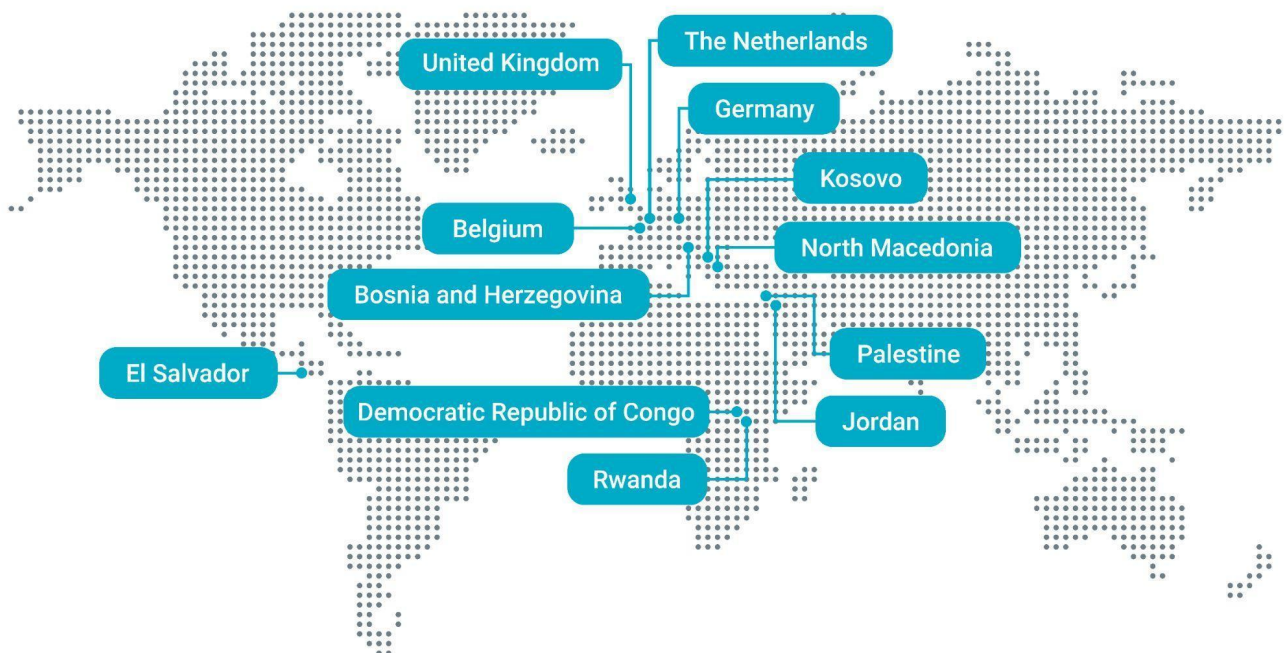 The Netherlands
United Kingdom
Germany
Kosovo
Belgium
North Macedonia
Bosnia and Herzegovina
Palestine
El Salvador
Democratic Republic of Congo
Jordan
Rwanda